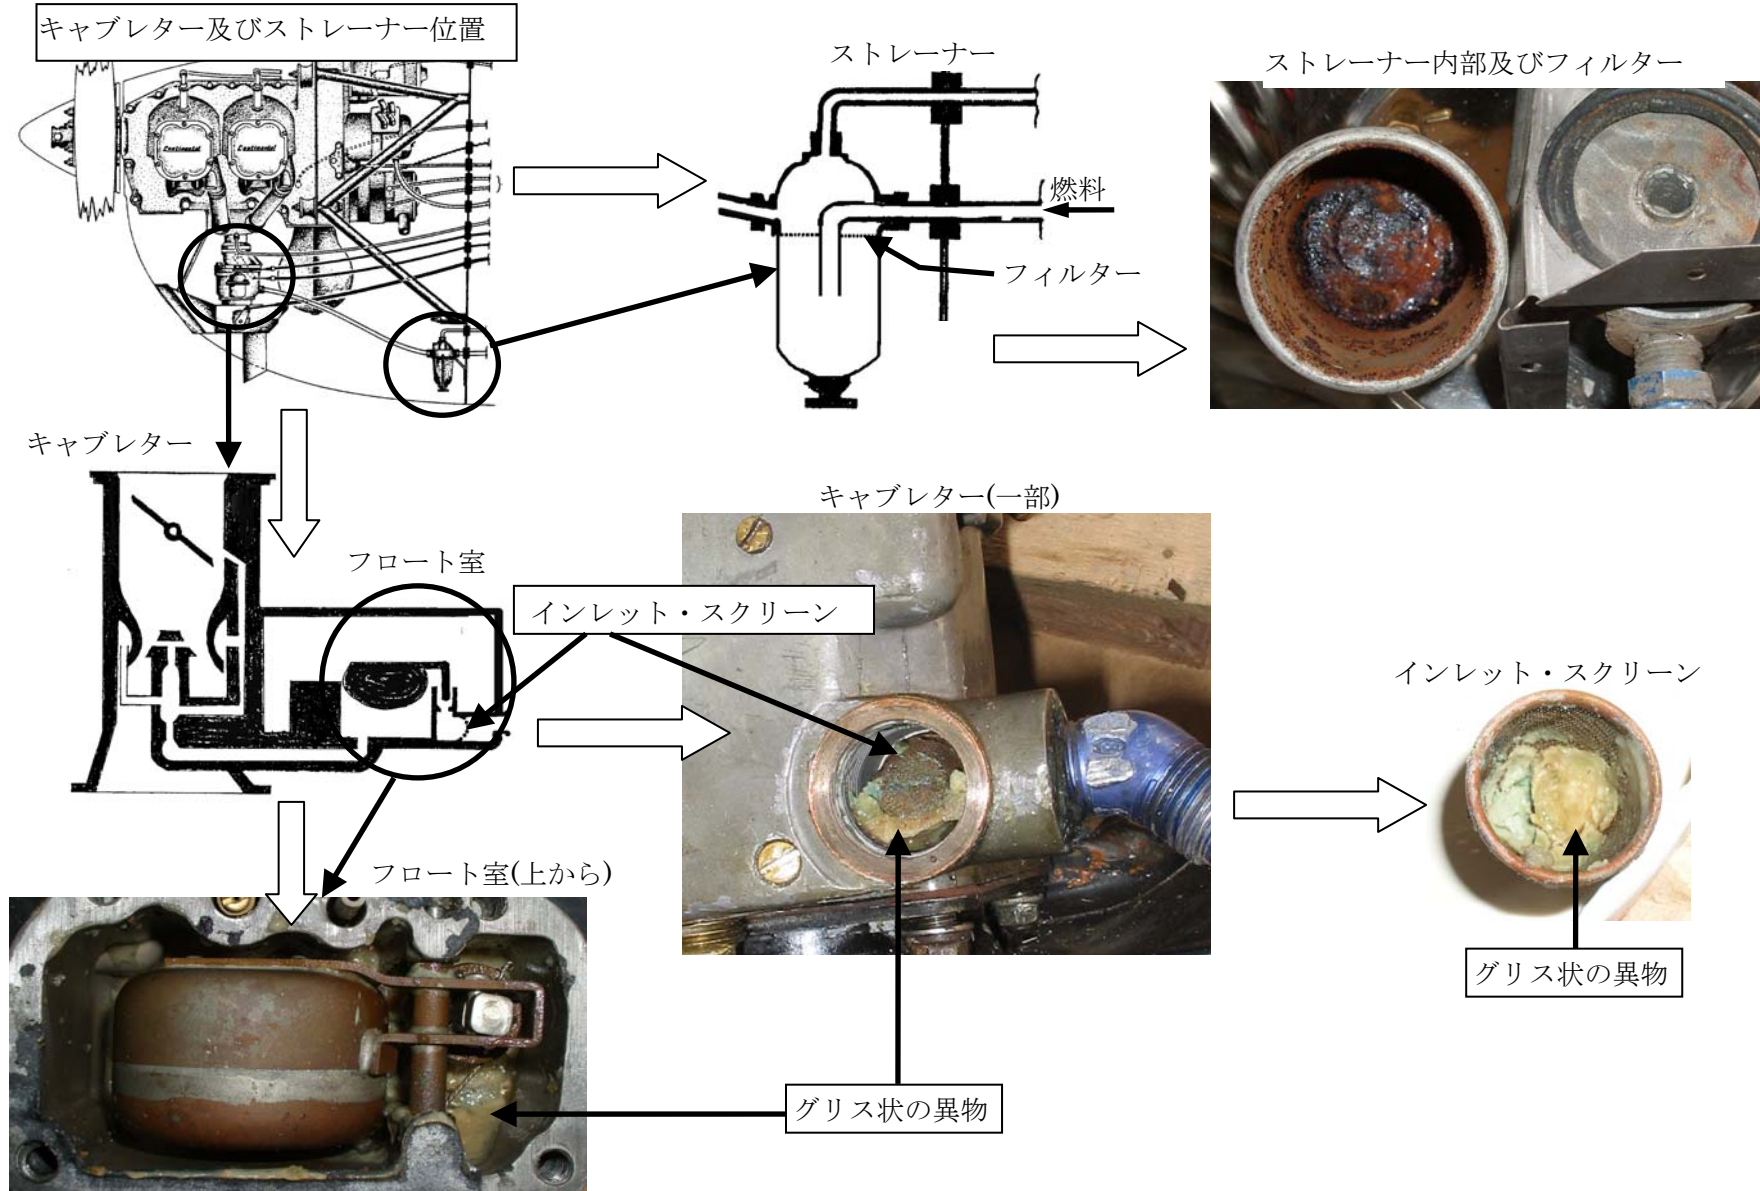 キャブレター及びストレーナー位置
ストレーナー
ストレーナー内部及びフィルター
Continental
Continental
燃料
フィルター
キャブレター
キャブレター(一部)
フロート室
インレット・スクリーン
インレット・スクリーン
フロート室(上から)
グリス状の異物
グリス状の異物